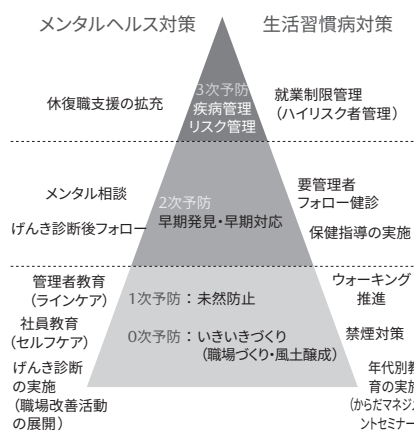 メンタルヘルス対策
生活習慣病対策
3次予防
疾病管理
リスク管理
休復職支援の拡充
就業制限管理
(ハイリスク者管理)
メンタル相談
げんき診断後フォロー
2次予防
早期発見・早期対応
要管理者
フォロー健診
保健指導の実施
管理者教育
(ラインケア)
社員教育
(セルフケア)
げんき診断
の実施
(職場改善活動
の展開)
1次予防：未然防止
0次予防：いきいきづくり
(職場づくり・風土醸成)
ウォーキング
推進
禁煙対策
年代別教
育の実施
(からだマネジメ
ントセミナー